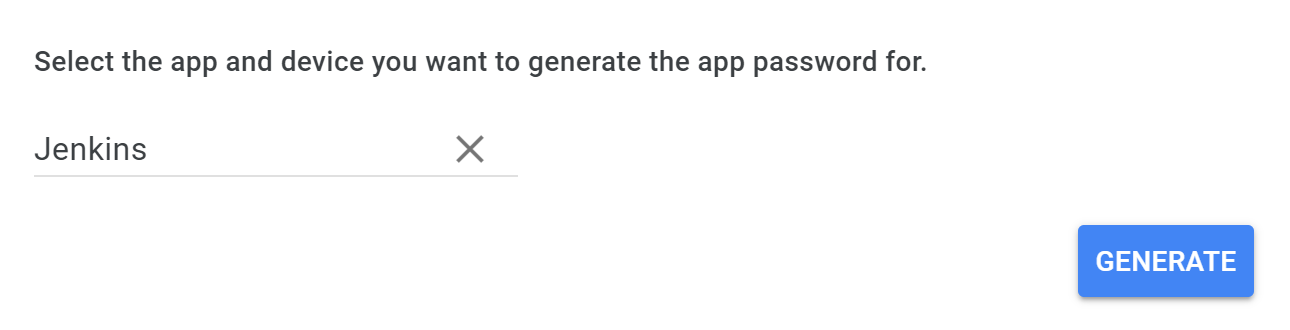 Select the app and device you want to generate the app password for.
Jenkins
GENERATE